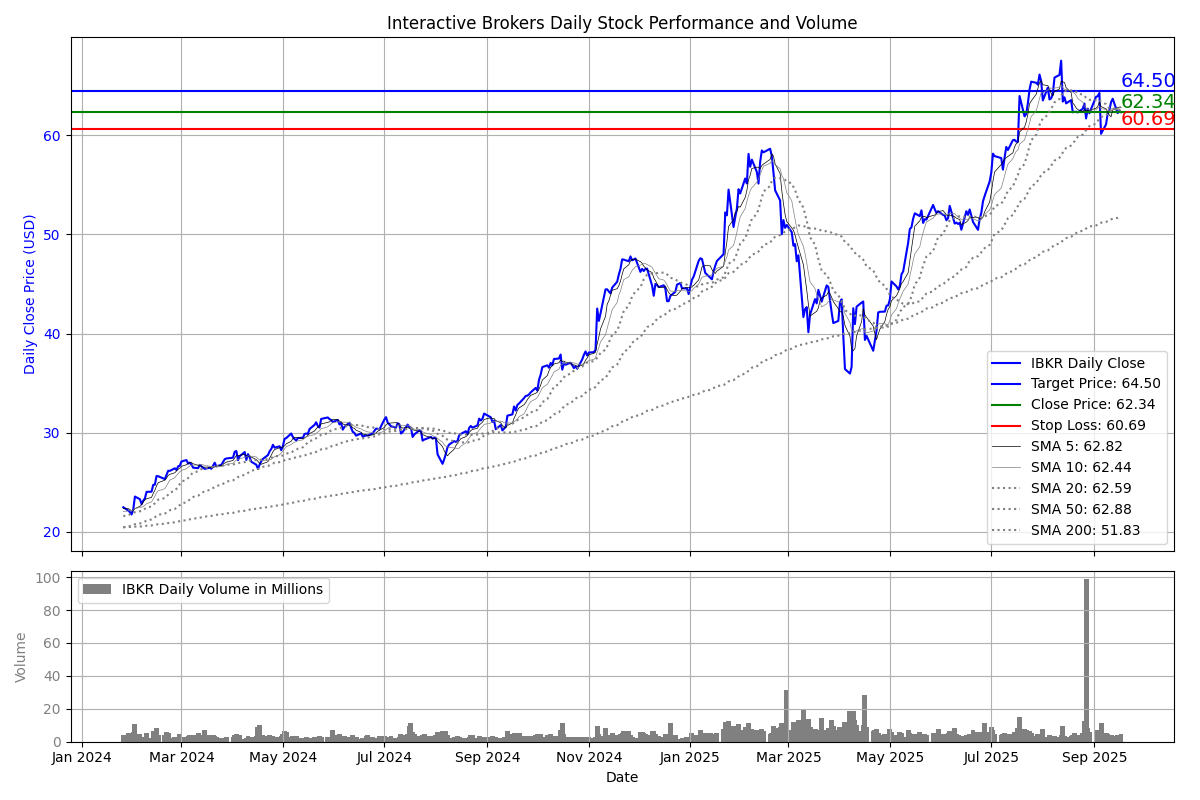 Interactive Brokers Daily Stock Performance and Volume
Daily Close Price (USD)
60
50
40
30
20
64.50
62.34
60.69
IBKR Daily Close
Target Price: 64.50
Close Price: 62.34
Stop Loss: 60.69
SMA 5: 62.82
SMA 10: 62.44
SMA 20: 62.59
SMA 50: 62.88
SMA 200: 51.83
Volume
100
80
60
40
20
0
IBKR Daily Volume in Millions
Jan 2024 Mar 2024 May 2024 Jul 2024 Sep 2024 Nov 2024 Jan 2025 Mar 2025 May 2025 Jul 2025 Sep 2025
Date